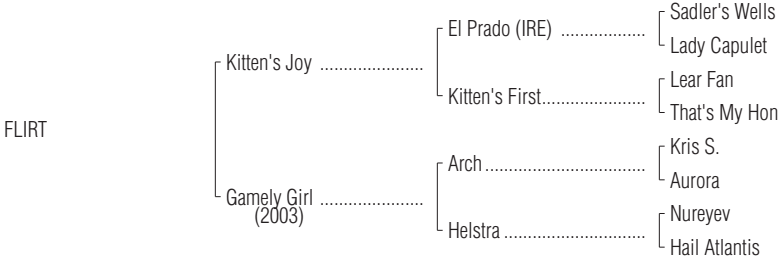 Sadler's Wells
El Prado (IRE) ...................
Lady Capulet
Kitten's Joy ......................
Lear Fan
Kitten's First.......................
That's My Hon
FLIRT
Kris S.
Arch...................................
Aurora
Gamely Girl ......................
(2003)
Nureyev
Helstra ..............................
Hail Atlantis